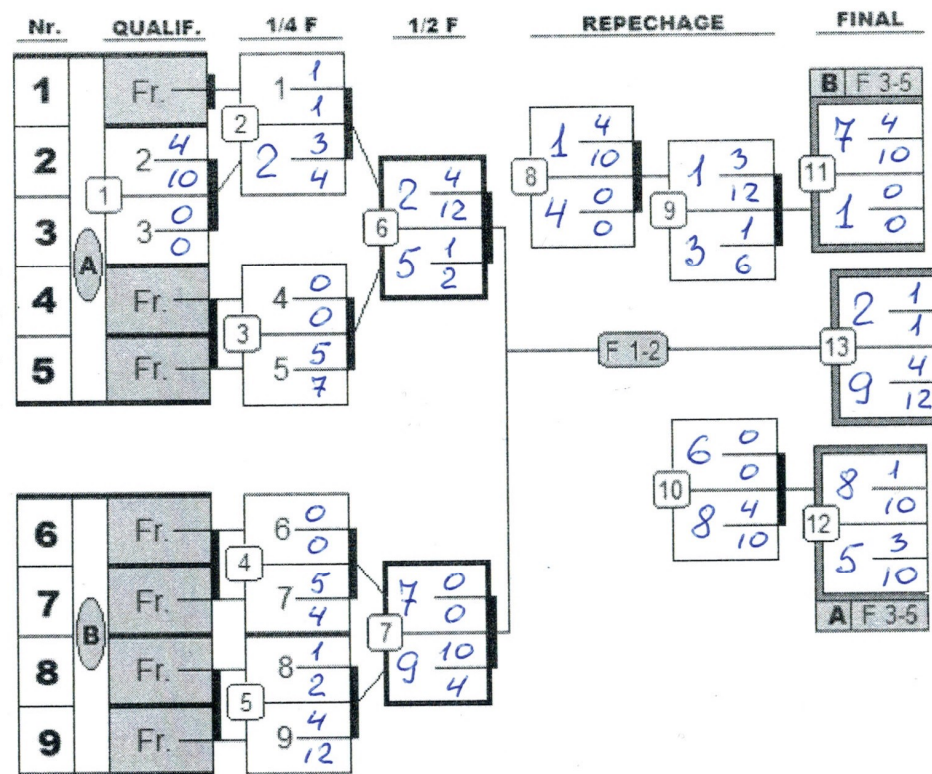 Nr. QUALIF. 1/4 F 1/2 F REPECHAGE FINAL
1 Fr.
2 2 4 10
3 3 0 0
4 Fr.
5 Fr.
A
1
2
1 1 1
2 3 4
3
4 0 0
5 5 7
6
2 4 12
5 1 2
8
1 4 10
4 0 0
9
1 3 12
3 1 6
B F 3-5
11
7 4 10
1 0 0
F 1-2
13
2 1 1
9 4 12
6 Fr.
7 Fr.
8 Fr.
9 Fr.
B
4
6 0 0
7 5 4
5
8 1 2
9 4 12
7
7 0 0
9 10 4
10
6 0 0
8 4 10
12
8 1 10
5 3 10
A F 3-5